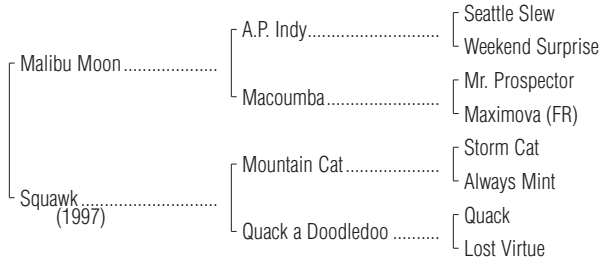 Seattle Slew
A.P. Indy
Weekend Surprise
Malibu Moon
Mr. Prospector
Macoumba
Maximova (FR)
Storm Cat
Mountain Cat
Always Mint
Squawk
(1997)
Quack
Quack a Doodledoo
Lost Virtue